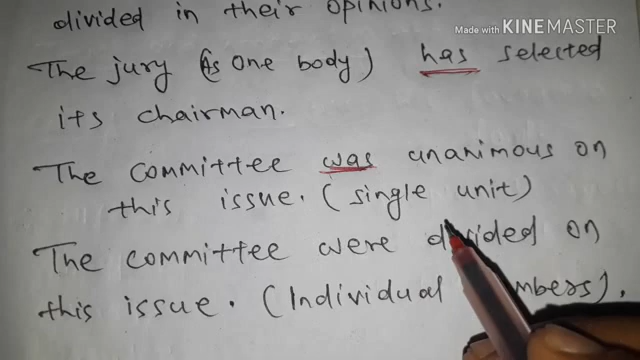 divided in their opinions.
Made with KINEMASTER
The jury (As one body) has selected
its chairman.
The committee was unanimous on
this issue. (single unit)
The committee were divided on
this issue. (Individual mbers).